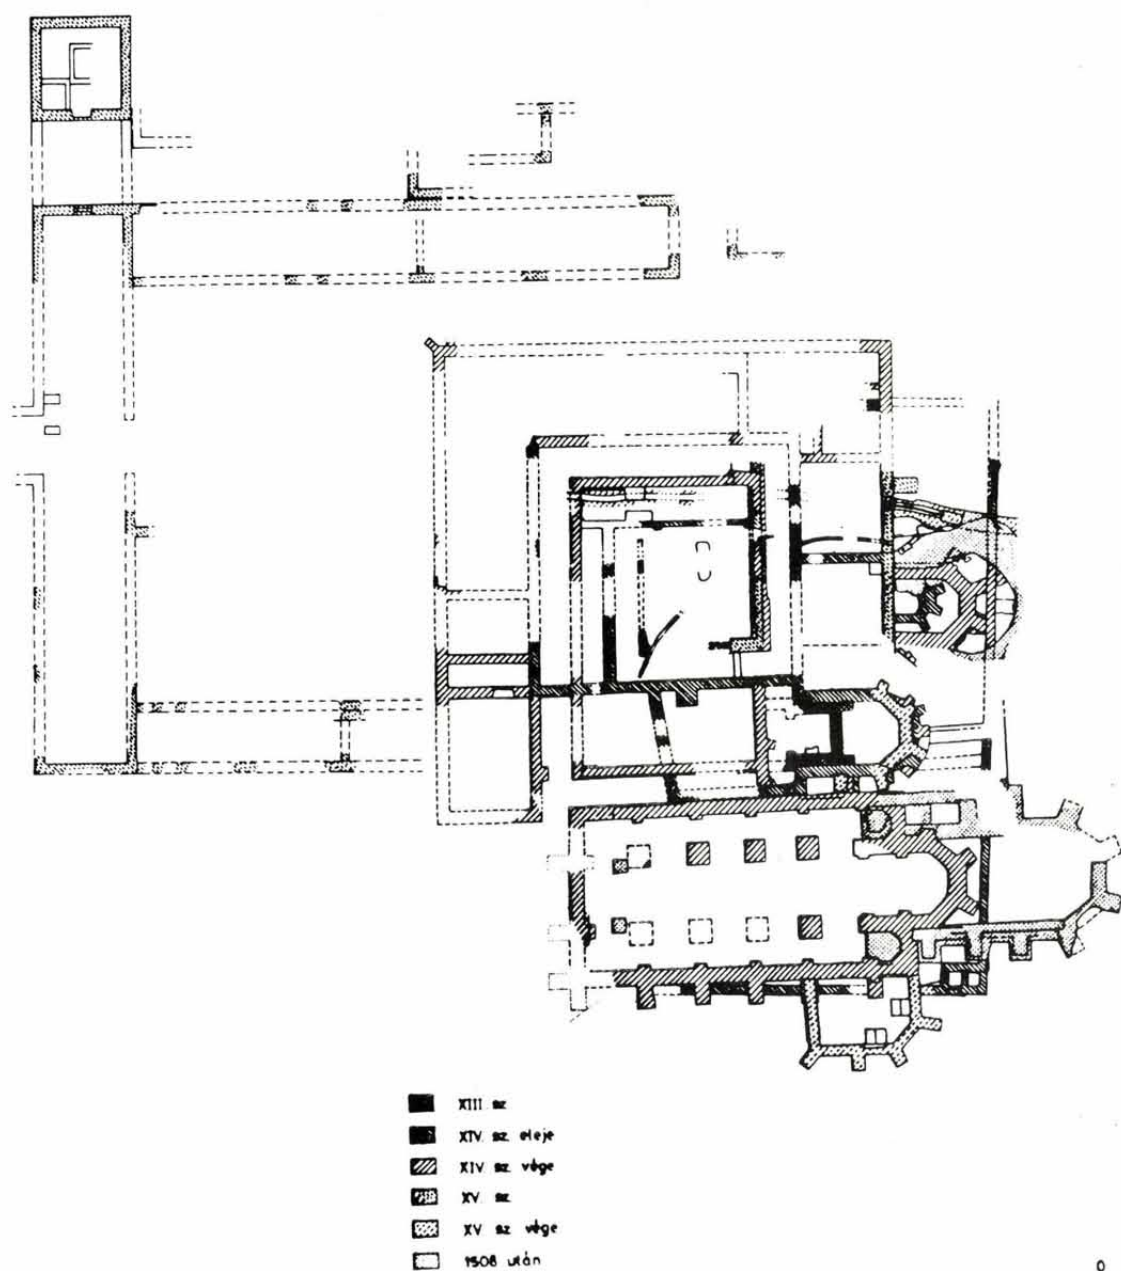 XIII. sz
XIV. sz. eleje
XIV. sz. vége
XV. sz.
XV sz vége
1508 után
0